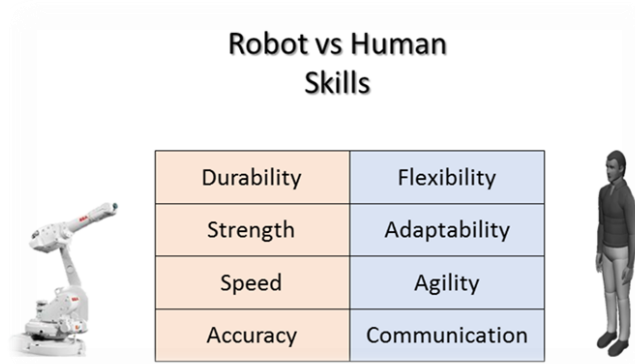 Robot vs Human
Skills
Durability Flexibility
Strength Adaptability
Speed Agility
Accuracy Communication